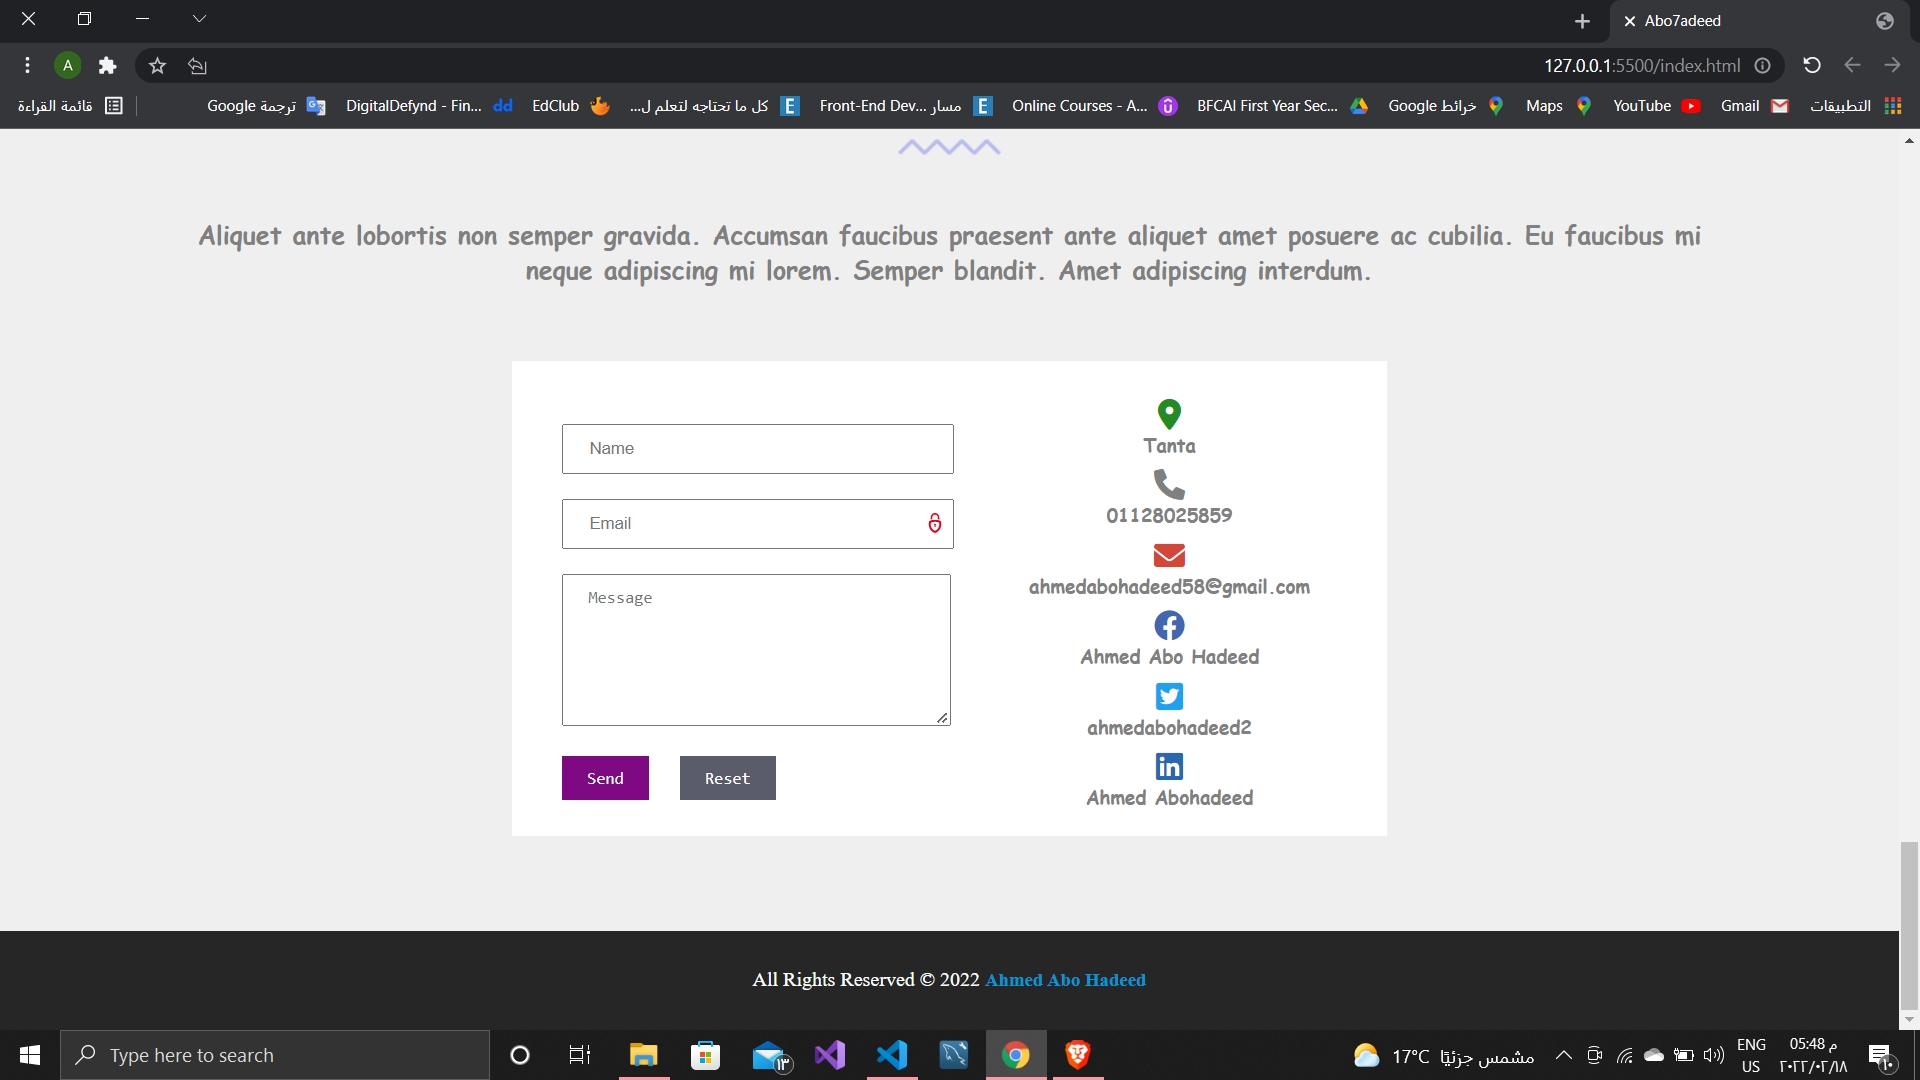 Abo7adeed
127.0.0.1:5500/index.html
A
التطبيقات
Gmail
YouTube
Maps
خرائط Google
BFCAI First Year Sec...
Online Courses - A...
مسار Front-End Dev...
كل ما تحتاجه لتعلم ل...
EdClub
dd DigitalDefynd - Fin...
ترجمة Google
قائمة القراءة
Aliquet ante lobortis non semper gravida. Accumsan faucibus praesent ante aliquet amet posuere ac cubilia. Eu faucibus mi
neque adipiscing mi lorem. Semper blandit. Amet adipiscing interdum.
Name
Email
Message
Send
Reset
Tanta
01128025859
ahmedabohadeed58@gmail.com
Ahmed Abo Hadeed
ahmedabohadeed2
Ahmed Abohadeed
All Rights Reserved © 2022 Ahmed Abo Hadeed
Type here to search
١٣
17°C مشمس جزئيًا
ENG
US
05:48 م
٢٠٢٢/٠٢/١٨
١٠